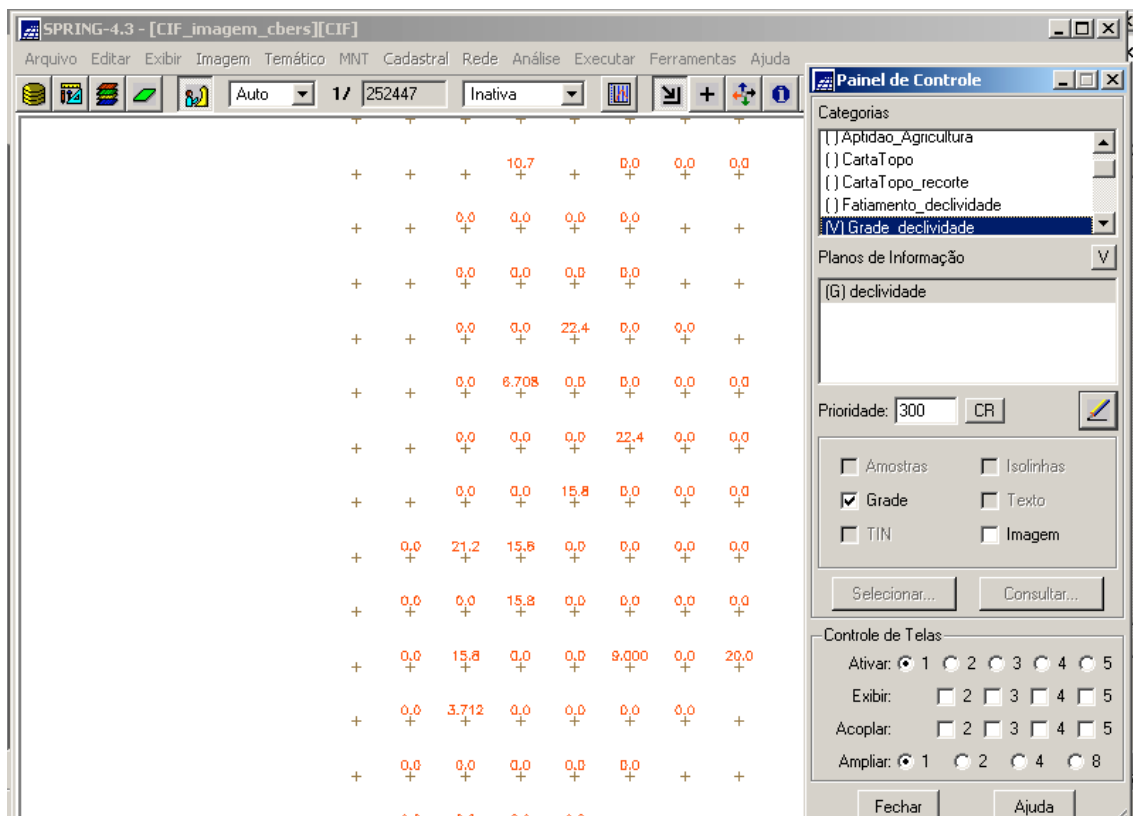 SPRING-4.3 - [CIF_imagem_cbers][CIF]
Arquivo Editar Exibir Imagem Temático MNT Cadastral Rede Análise Executar Ferramentas Ajuda
Auto 1/ 252447 Inativa
10.7 0.0 0.0 0.0
0.0 0.0 0.0 0.0
0.0 0.0 0.0 0.0
0.0 0.0 22.4 0.0 0.0
0.0 6.708 0.0 0.0 0.0 0.0
0.0 0.0 0.0 22.4 0.0 0.0
0.0 0.0 15.8 0.0 0.0 0.0
0.0 21.2 15.8 0.0 0.0 0.0 0.0
0.0 0.0 15.8 0.0 0.0 0.0 0.0
0.0 15.8 0.0 0.0 9.000 0.0 20.0
0.0 3.712 0.0 0.0 0.0 0.0
0.0 0.0 0.0 0.0 0.0
Painel de Controle
Categorias
( ) Aptidao_Agricultura
( ) CartaTopo
( ) CartaTopo_recorte
( ) Fatiamento_declividade
(V) Grade_declividade
Planos de Informação V
(G) declividade
Prioridade: 300 CR
Amostras Isolinhas
Grade Texto
TIN Imagem
Selecionar... Consultar...
Controle de Telas
Ativar: 1 2 3 4 5
Exibir: 2 3 4 5
Acoplar: 2 3 4 5
Ampliar: 1 2 4 8
Fechar Ajuda